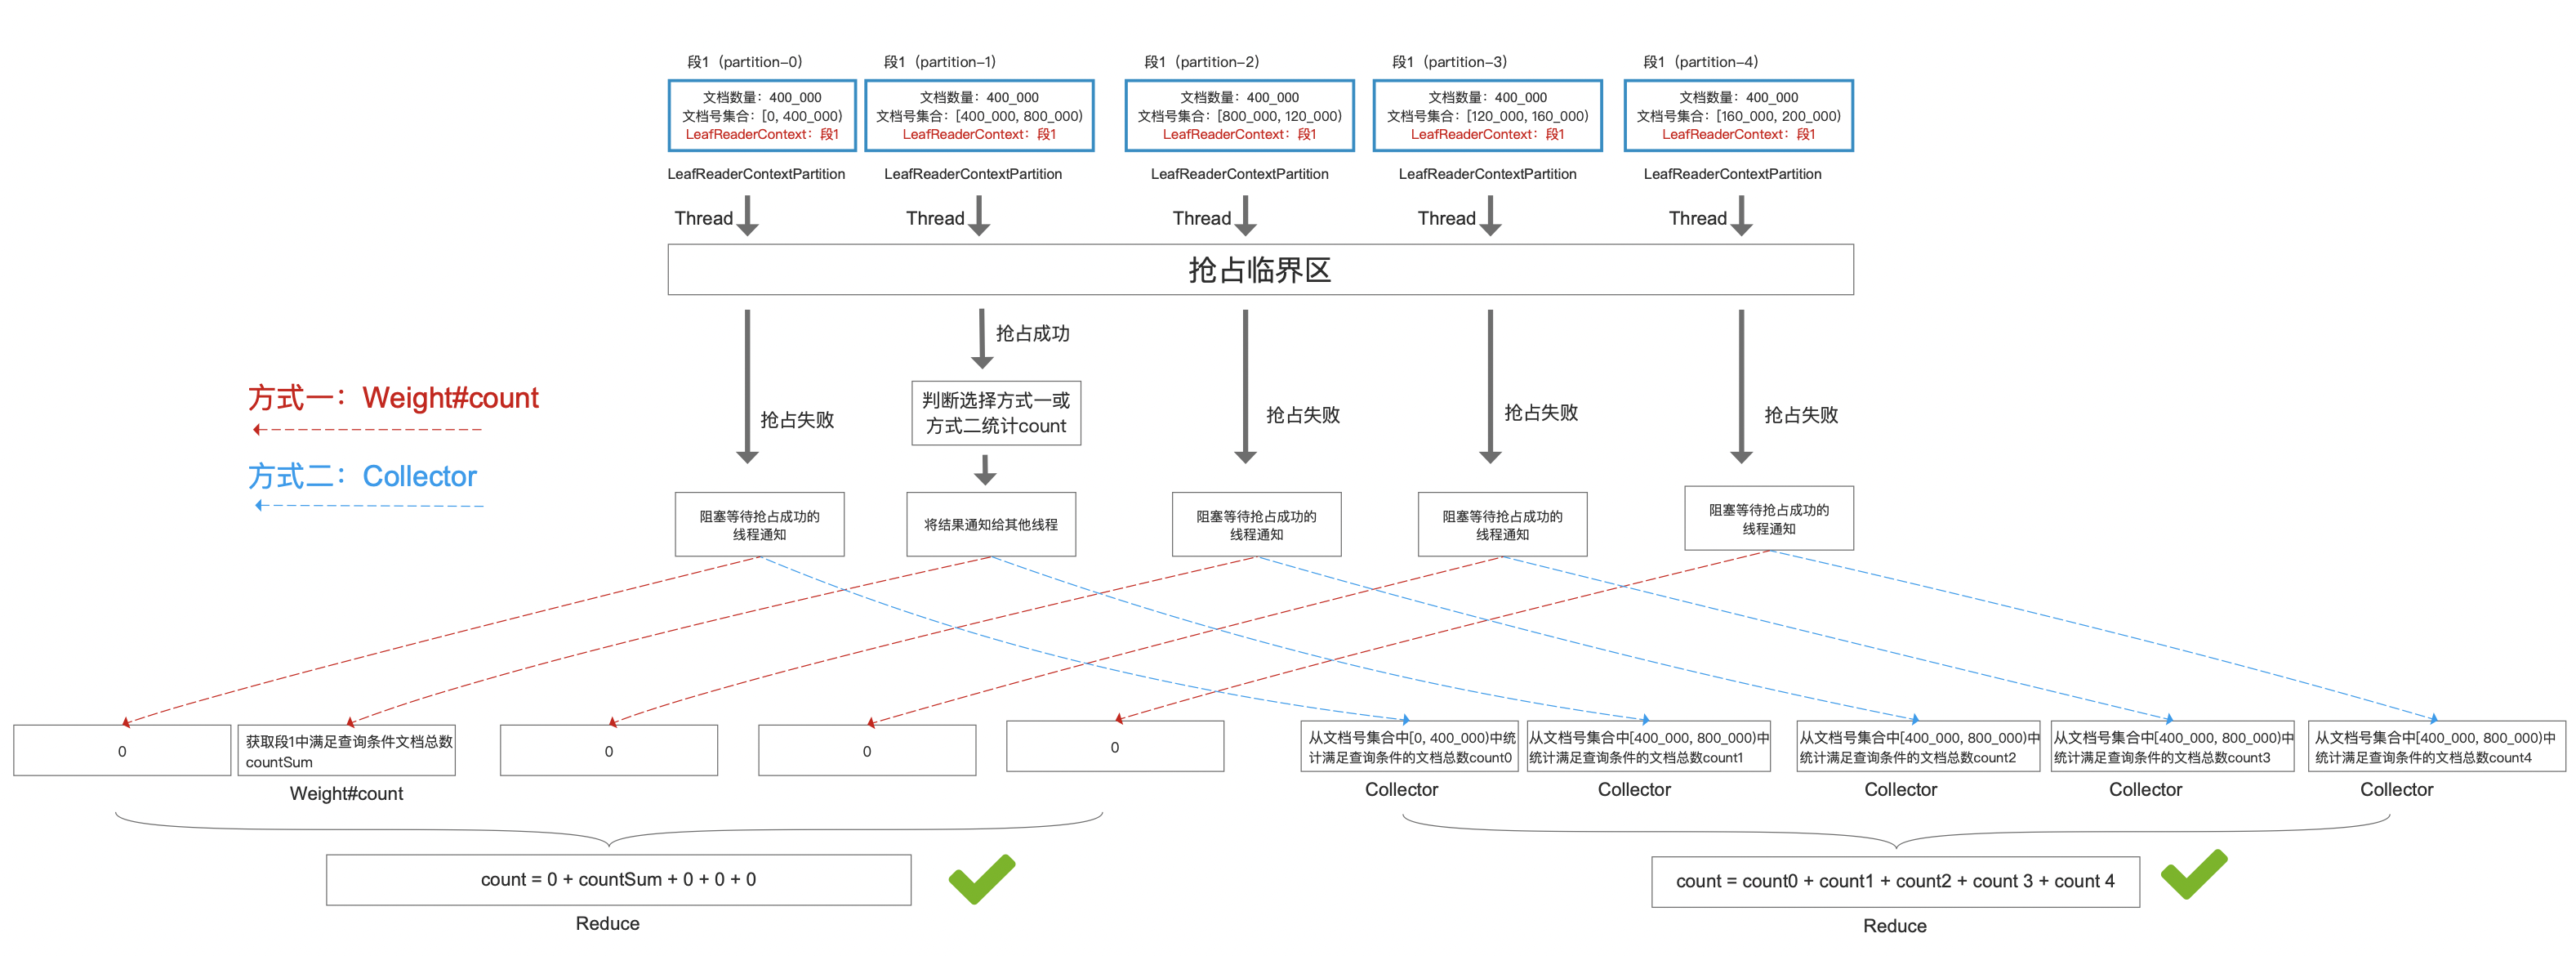 段1（partition-0）
段1（partition-1）
段1（partition-2）
段1（partition-3）
段1（partition-4）
文档数量：400_000
文档号集合：[0, 400_000)
LeafReaderContext：段1
文档数量：400_000
文档号集合：[400_000, 800_000)
LeafReaderContext：段1
文档数量：400_000
文档号集合：[800_000, 120_000)
LeafReaderContext：段1
文档数量：400_000
文档号集合：[120_000, 160_000)
LeafReaderContext：段1
文档数量：400_000
文档号集合：[160_000, 200_000)
LeafReaderContext：段1
LeafReaderContextPartition
LeafReaderContextPartition
LeafReaderContextPartition
LeafReaderContextPartition
LeafReaderContextPartition
Thread
Thread
Thread
Thread
Thread
抢占临界区
抢占成功
方式一：Weight#count
方式二：Collector
判断选择方式一或
方式二统计count
抢占失败
抢占失败
抢占失败
抢占失败
阻塞等待抢占成功的
线程通知
将结果通知给其他线程
阻塞等待抢占成功的
线程通知
阻塞等待抢占成功的
线程通知
阻塞等待抢占成功的
线程通知
0
获取段1中满足查询条件文档总数
countSum
0
0
0
从文档号集合中[0, 400_000)中统
计满足查询条件的文档总数count0
从文档号集合中[400_000, 800_000)中
统计满足查询条件的文档总数count1
从文档号集合中[400_000, 800_000)中
统计满足查询条件的文档总数count2
从文档号集合中[400_000, 800_000)中
统计满足查询条件的文档总数count3
从文档号集合中[400_000, 800_000)中
统计满足查询条件的文档总数count4
Weight#count
Collector
Collector
Collector
Collector
Collector
count = 0 + countSum + 0 + 0 + 0
Reduce
count = count0 + count1 + count2 + count 3 + count 4
Reduce